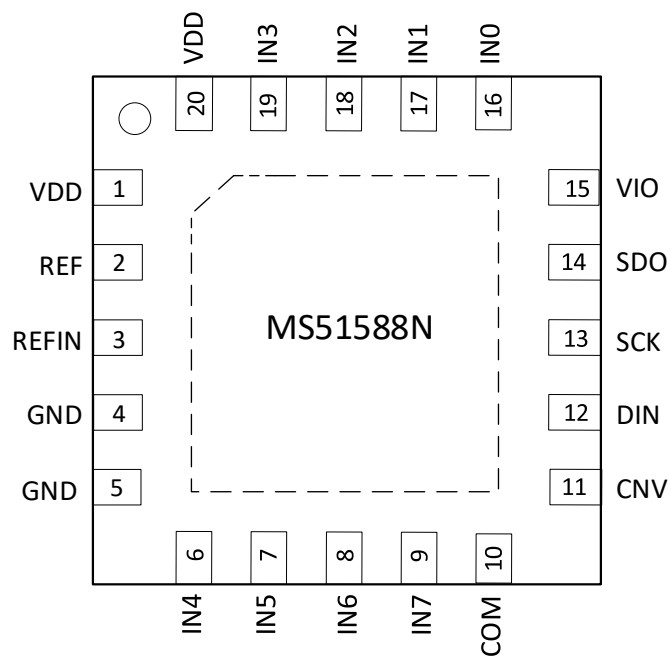 VDD
IN3
IN2
IN1
IN0
20
19
18
17
16
VDD 1
15 VIO
REF 2
14 SDO
MS51588N
REFIN 3
13 SCK
GND 4
12 DIN
GND 5
11 CNV
6
7
8
9
10
IN4
IN5
IN6
IN7
COM